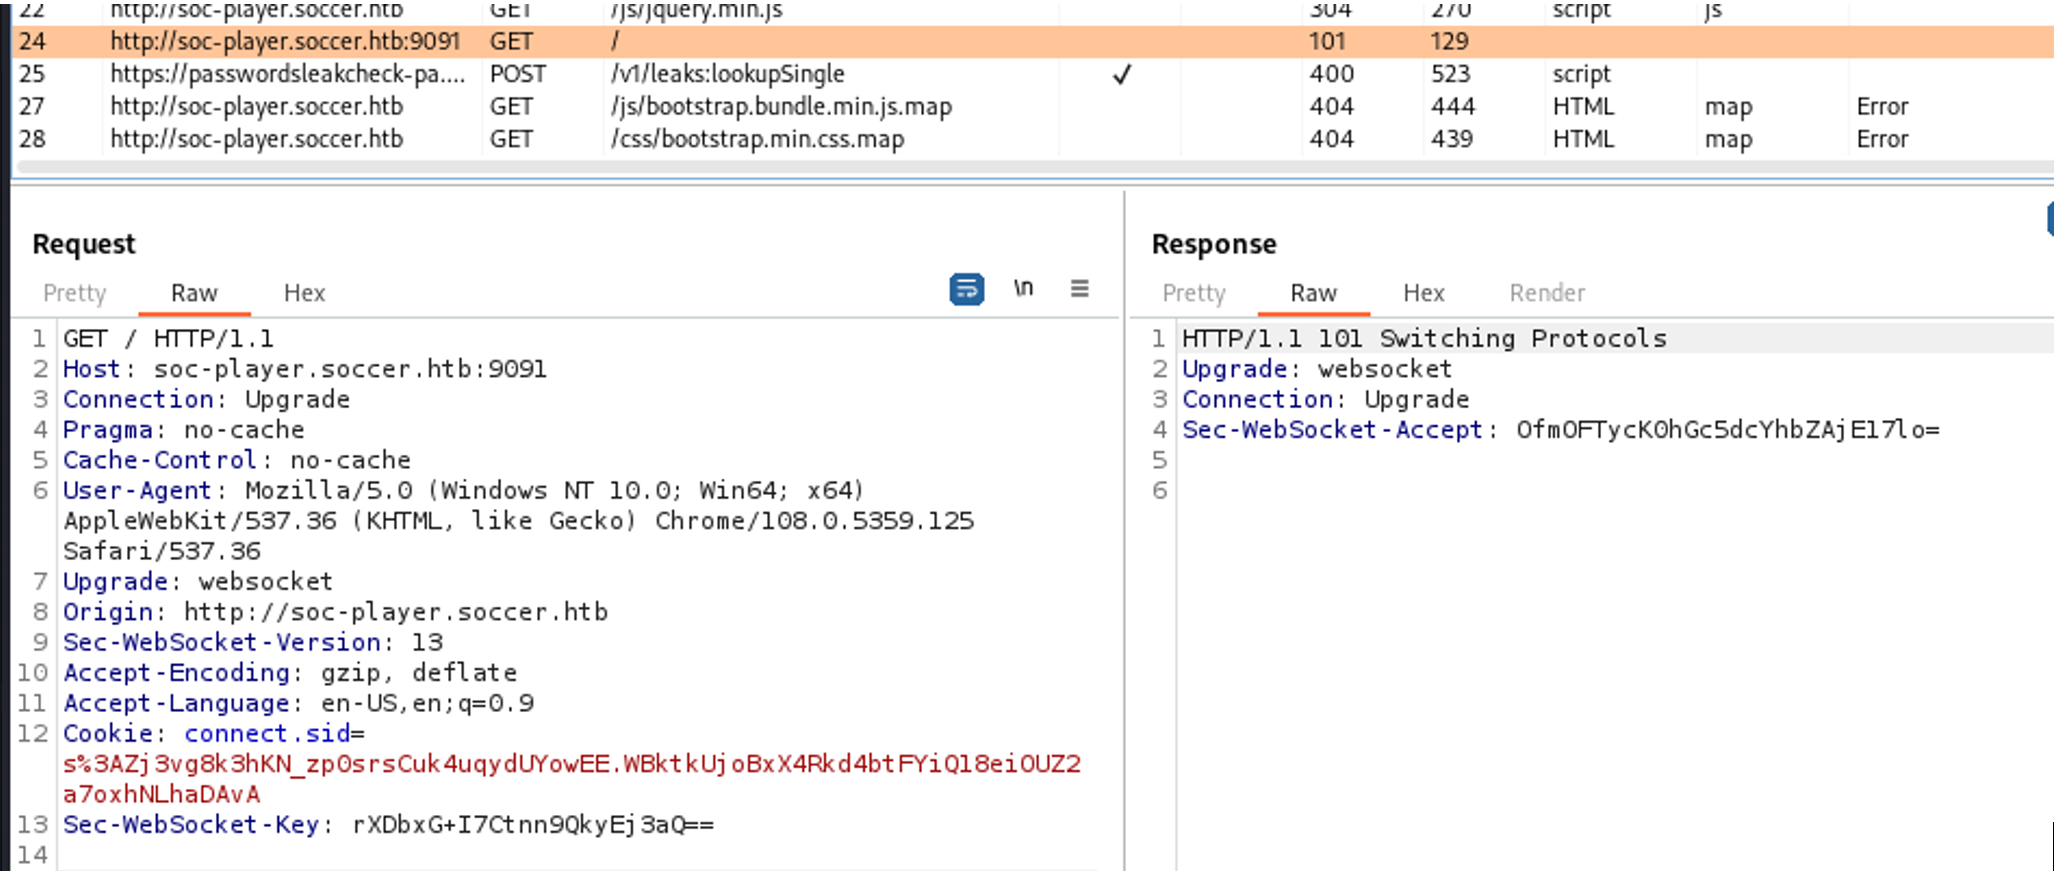 22 http://soc-player.soccer.htb GET /js/jquery.min.js 304 270 script js
24 http://soc-player.soccer.htb:9091 GET / 101 129
25 https://passwordsleakcheck-pa.... POST /v1/leaks:lookupSingle ✓ 400 523 script
27 http://soc-player.soccer.htb GET /js/bootstrap.bundle.min.js.map 404 444 HTML map Error
28 http://soc-player.soccer.htb GET /css/bootstrap.min.css.map 404 439 HTML map Error
Request
Pretty Raw Hex \n
1 GET / HTTP/1.1
2 Host: soc-player.soccer.htb:9091
3 Connection: Upgrade
4 Pragma: no-cache
5 Cache-Control: no-cache
6 User-Agent: Mozilla/5.0 (Windows NT 10.0; Win64; x64)
AppleWebKit/537.36 (KHTML, like Gecko) Chrome/108.0.5359.125
Safari/537.36
7 Upgrade: websocket
8 Origin: http://soc-player.soccer.htb
9 Sec-WebSocket-Version: 13
10 Accept-Encoding: gzip, deflate
11 Accept-Language: en-US,en;q=0.9
12 Cookie: connect.sid=
s%3AZj3vg8k3hKN_zp0srsCuk4uqydUYowEE.WBktkUjoBxX4Rkd4btFYiQl8eiOUZ2
a7oxhNLhaDAvA
13 Sec-WebSocket-Key: rXDbxG+I7Ctnn9QkyEj3aQ==
14
Response
Pretty Raw Hex Render
1 HTTP/1.1 101 Switching Protocols
2 Upgrade: websocket
3 Connection: Upgrade
4 Sec-WebSocket-Accept: OfmOFTycK0hGc5dcYhbZAjEl7lo=
5
6